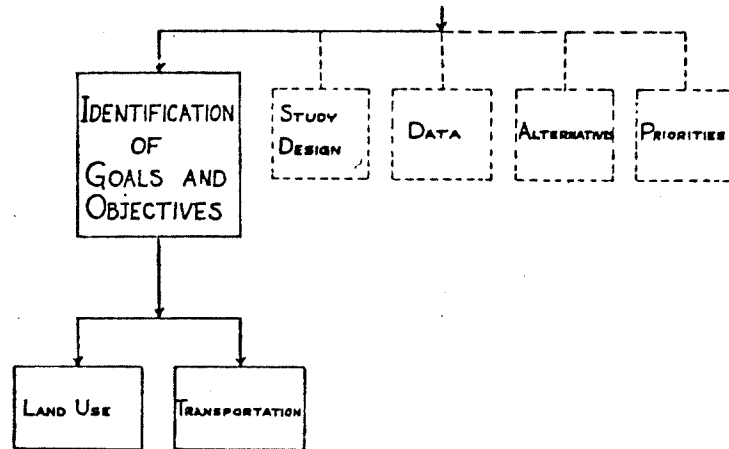 IDENTIFICATION
OF
GOALS AND
OBJECTIVES
STUDY
DESIGN
DATA
ALTERNATIVES
PRIORITIES
LAND USE
TRANSPORTATION